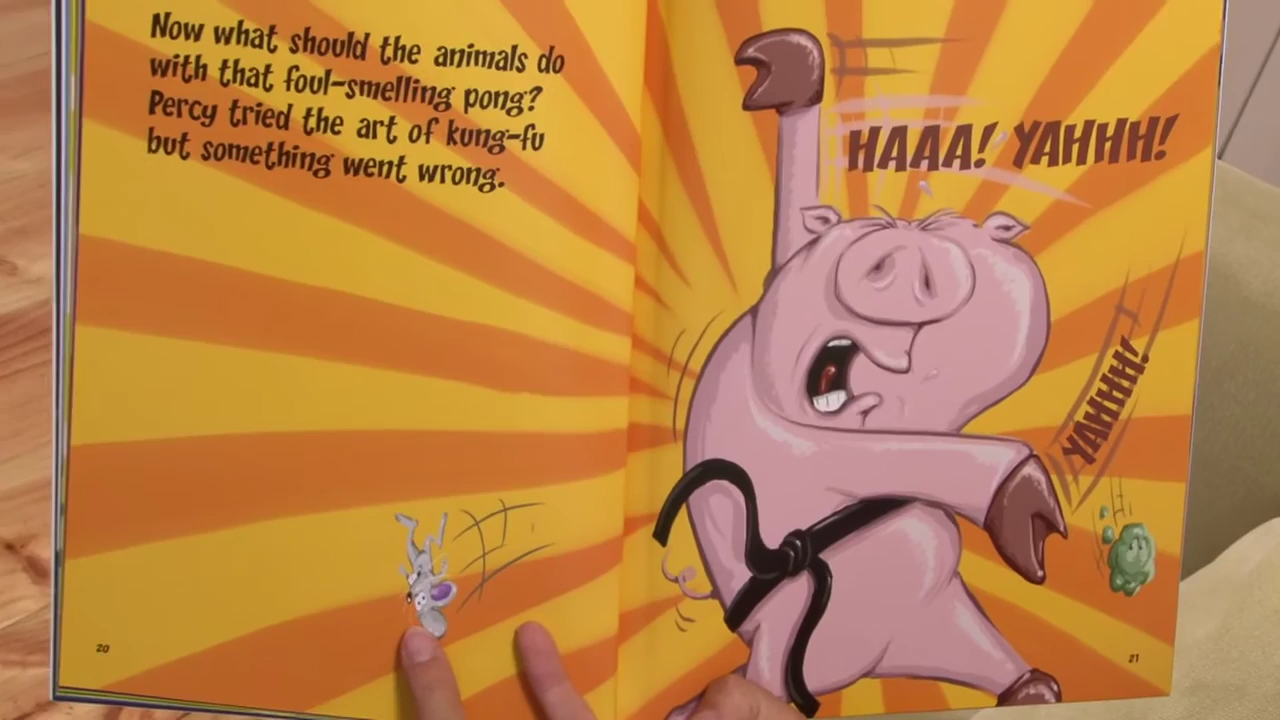 Now what should the animals do
with that foul-smelling pong?
Percy tried the art of kung-fu
but something went wrong.
HAAA! YAHHH!
YAHHH!
20
21